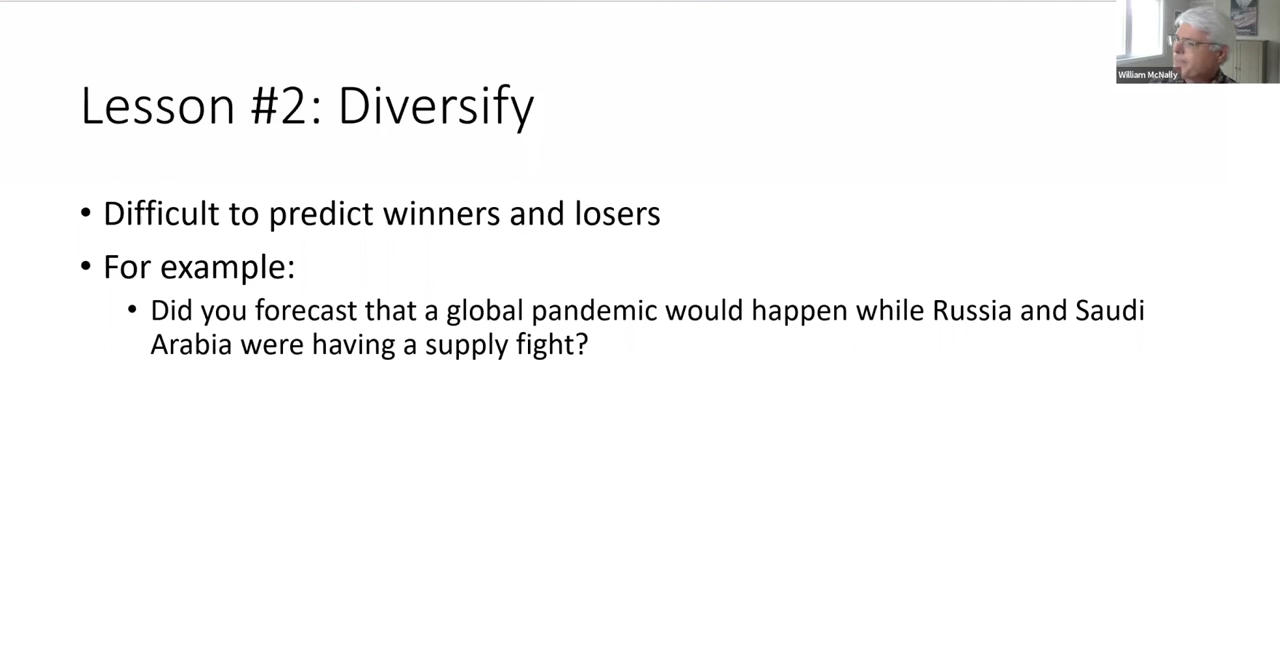 William McNally
Lesson #2: Diversify
• Difficult to predict winners and losers
• For example:
• Did you forecast that a global pandemic would happen while Russia and Saudi
Arabia were having a supply fight?